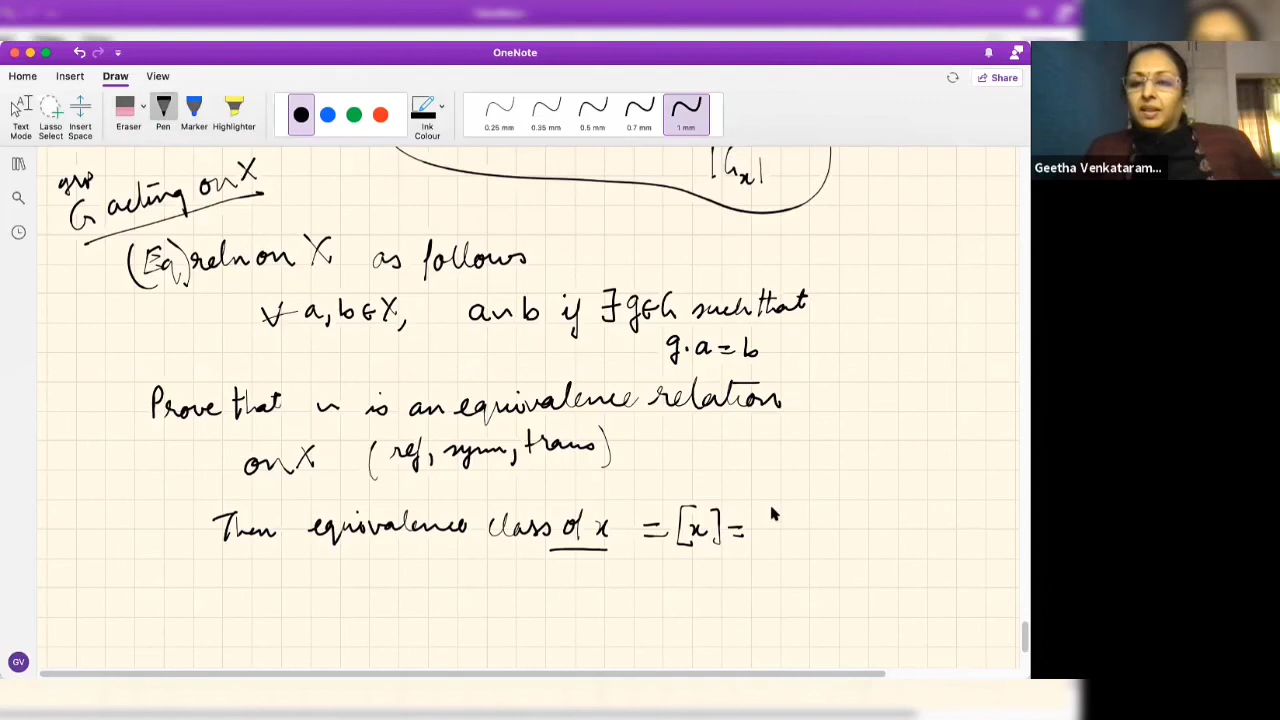 OneNote
Home Insert Draw View
Share
Text Mode
Lasso Select
Insert Space
Eraser
Pen
Marker
Highlighter
Ink Colour
0.25 mm
0.35 mm
0.5 mm
0.7 mm
1 mm
Geetha Venkataram...
|G_x|
grp
G acting on X
(Eq) reln on X as follows
∀ a, b ∈ X, a ~ b if ∃ g ∈ G such that
g · a = b
Prove that ~ is an equivalence relation
on X (ref, symm, trans)
Then equivalence class of x = [x] =
GV